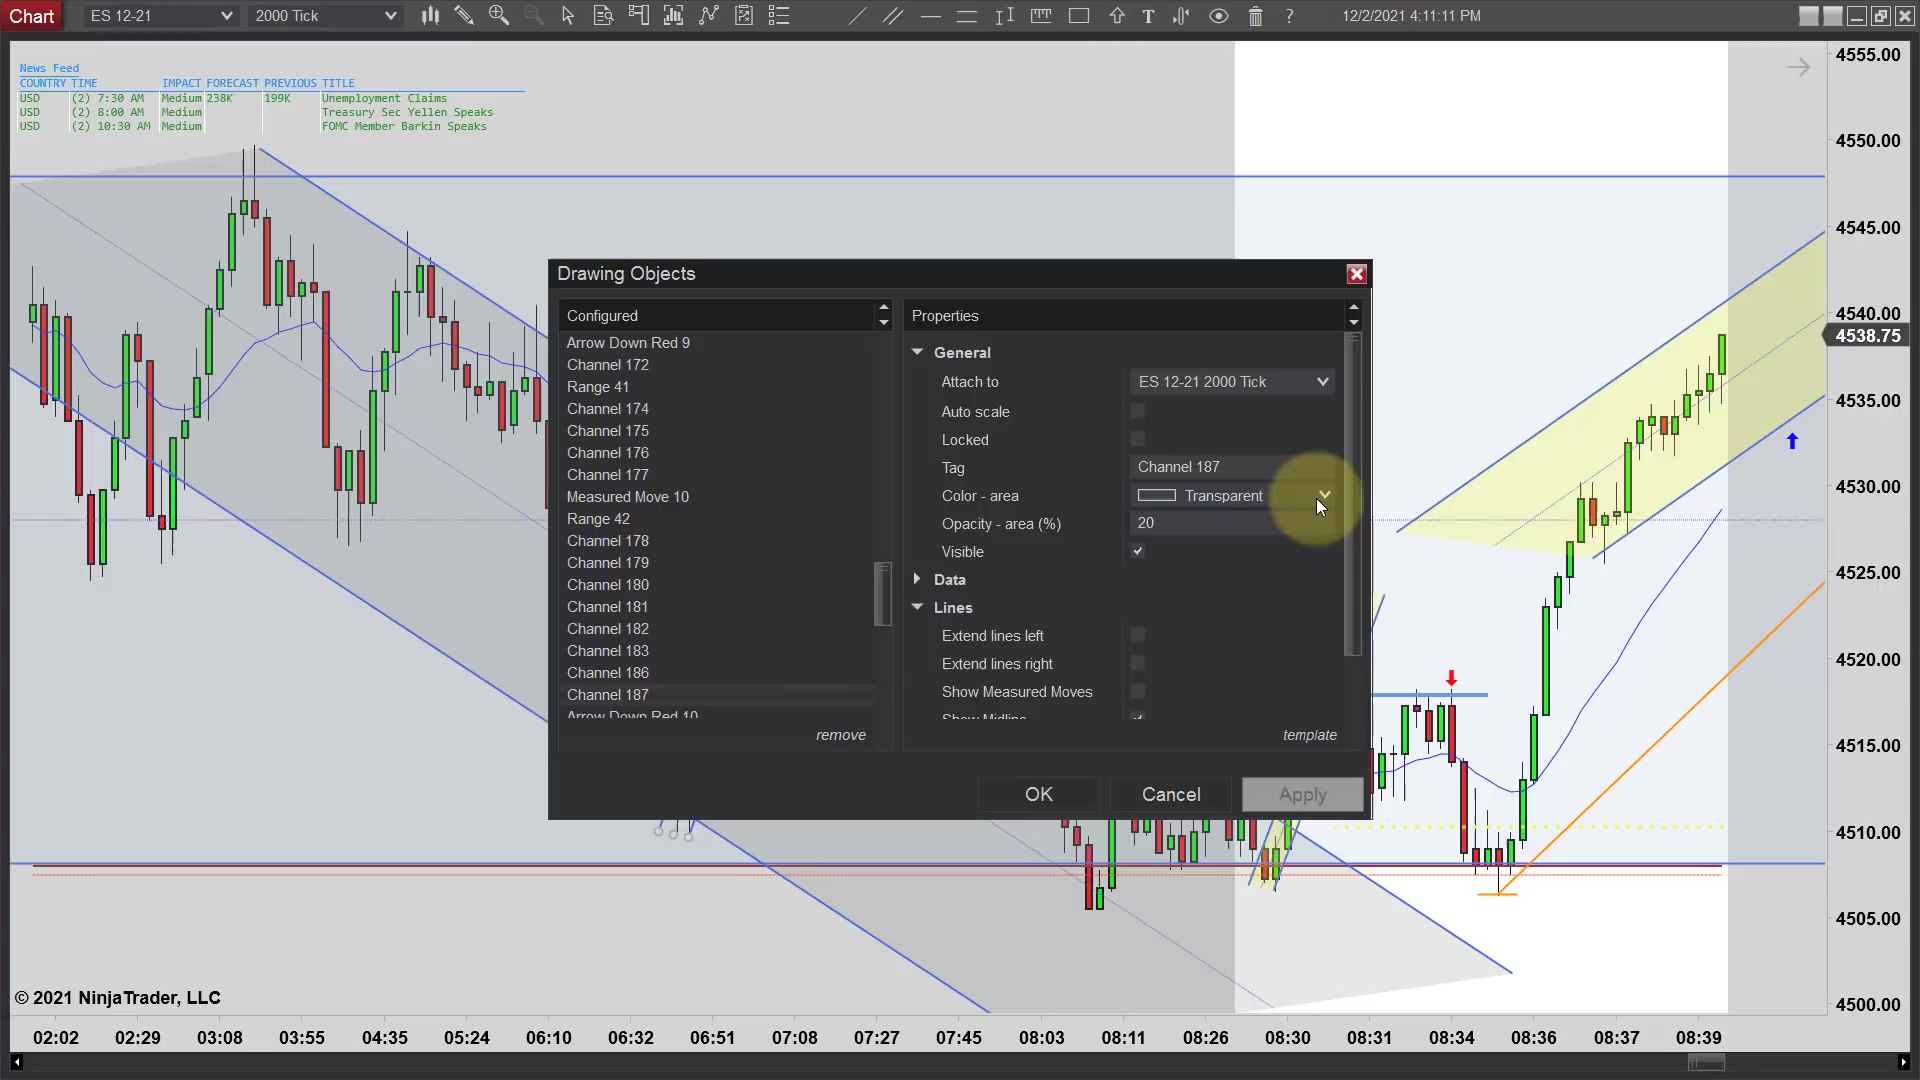 Chart ES 12-21 2000 Tick T ? 12/2/2021 4:11:11 PM
News Feed
COUNTRY TIME IMPACT FORECAST PREVIOUS TITLE
USD (2) 7:30 AM Medium 238K 199K Unemployment Claims
USD (2) 8:00 AM Medium Treasury Sec Yellen Speaks
USD (2) 10:30 AM Medium FOMC Member Barkin Speaks
Drawing Objects
Configured
Arrow Down Red 9
Channel 172
Range 41
Channel 174
Channel 175
Channel 176
Channel 177
Measured Move 10
Range 42
Channel 178
Channel 179
Channel 180
Channel 181
Channel 182
Channel 183
Channel 186
Channel 187
Arrow Down Red 10
remove
Properties
General
Attach to ES 12-21 2000 Tick
Auto scale
Locked
Tag Channel 187
Color - area Transparent
Opacity - area (%) 20
Visible
Data
Lines
Extend lines left
Extend lines right
Show Measured Moves
Show Midline
template
OK Cancel Apply
4555.00
4550.00
4545.00
4540.00
4538.75
4535.00
4530.00
4525.00
4520.00
4515.00
4510.00
4505.00
4500.00
© 2021 NinjaTrader, LLC
02:02 02:29 03:08 03:55 04:35 05:24 06:10 06:32 06:51 07:08 07:27 07:45 08:03 08:11 08:26 08:30 08:31 08:34 08:36 08:37 08:39